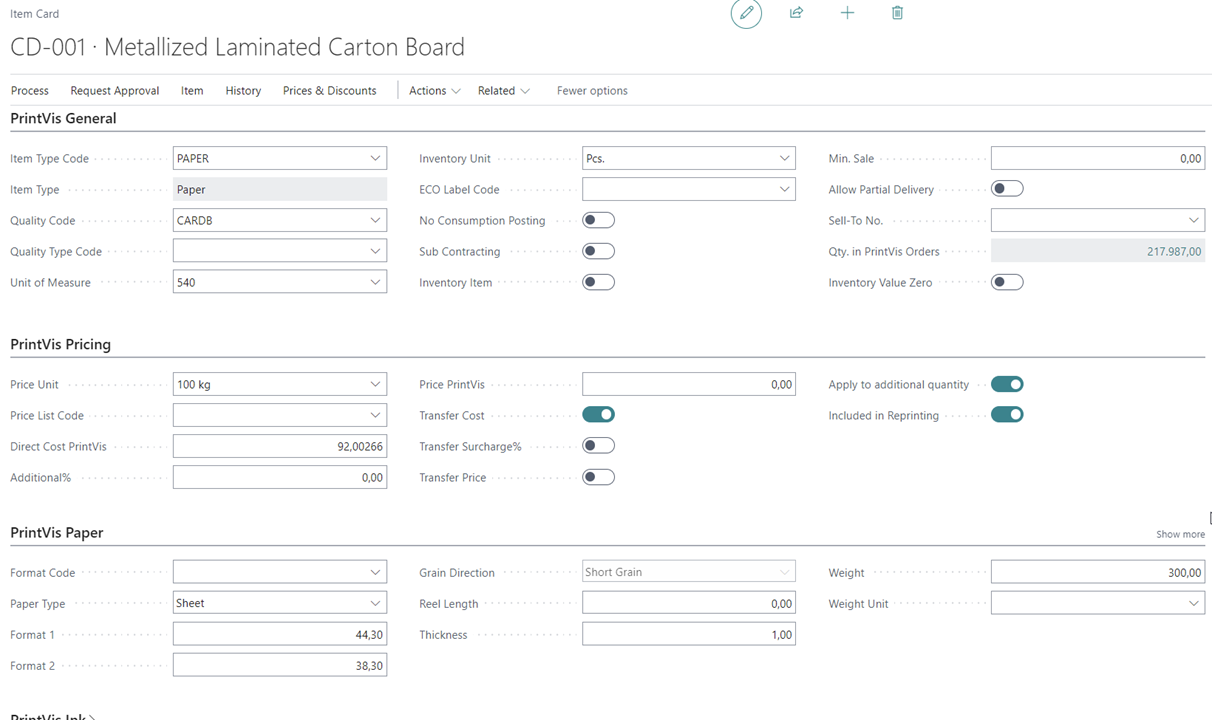 Item Card
CD-001 · Metallized Laminated Carton Board
Process Request Approval Item History Prices & Discounts Actions Related Fewer options
PrintVis General
Item Type Code PAPER Inventory Unit Pcs. Min. Sale 0,00
Item Type Paper ECO Label Code Allow Partial Delivery
Quality Code CARDB No Consumption Posting Sell-To No.
Quality Type Code Sub Contracting Qty. in PrintVis Orders 217.987,00
Unit of Measure 540 Inventory Item Inventory Value Zero
PrintVis Pricing
Price Unit 100 kg Price PrintVis 0,00 Apply to additional quantity
Price List Code Transfer Cost Included in Reprinting
Direct Cost PrintVis 92,00266 Transfer Surcharge%
Additional% 0,00 Transfer Price
PrintVis Paper Show more
Format Code Grain Direction Short Grain Weight 300,00
Paper Type Sheet Reel Length 0,00 Weight Unit
Format 1 44,30 Thickness 1,00
Format 2 38,30
PrintVis Ink